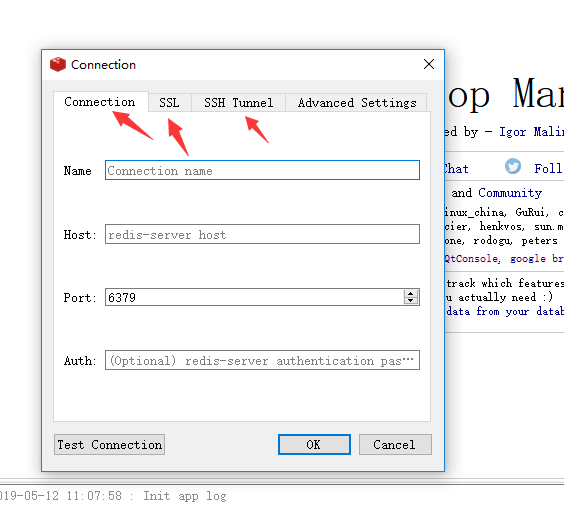 Connection
Connection SSL SSH Tunnel Advanced Settings
Name Connection name
Host: redis-server host
Port: 6379
Auth: (Optional) redis-server authentication pas…
Test Connection OK Cancel
op Mar
ed by – Igor Malin
Chat Foll
and Community
inux_china, GuRui, c
cier, henkvos, sun.m
one, rodogu, peters
QtConsole, google br
track which features
u actually need :)
data from your datab
019-05-12 11:07:58 : Init app log